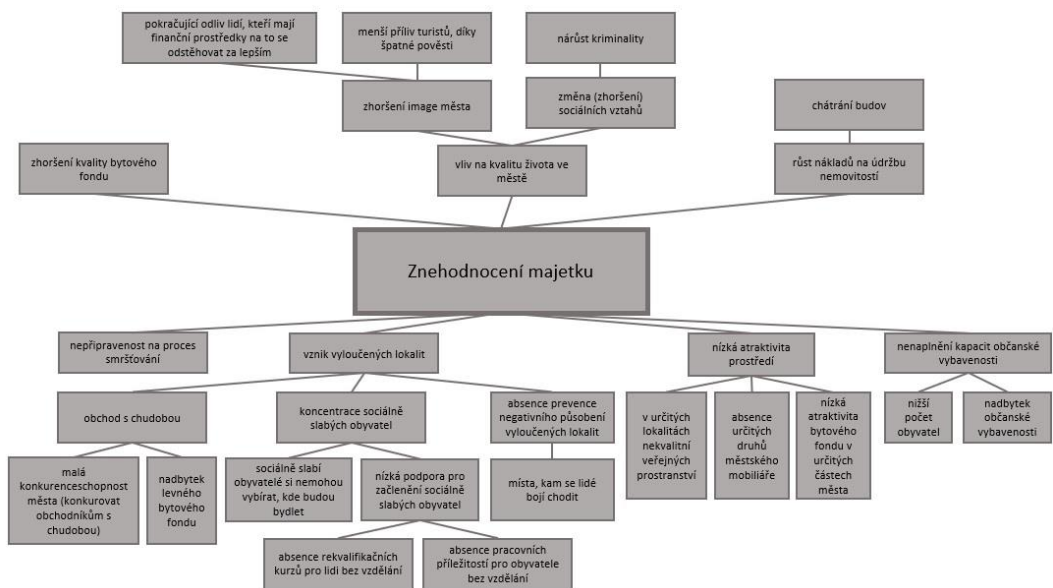 pokračující odliv lidí, kteří mají
finanční prostředky na to se
odstěhovat za lepším
menší příliv turistů, díky
špatné pověsti
nárůst kriminality
zhoršení image města
změna (zhoršení)
sociálních vztahů
chátrání budov
zhoršení kvality bytového
fondu
vliv na kvalitu života ve
městě
růst nákladů na údržbu
nemovitostí
Znehodnocení majetku
nepřipravenost na proces
smršťování
vznik vyloučených lokalit
nízká atraktivita
prostředí
nenaplnění kapacit občanské
vybavenosti
obchod s chudobou
koncentrace sociálně
slabých obyvatel
absence prevence
negativního působení
vyloučených lokalit
v určitých
lokalitách
nekvalitní
veřejných
prostranství
absence
určitých
druhů
městského
mobiliáře
nízká
atraktivita
bytového
fondu v
určitých
částech
města
nižší
počet
obyvatel
nadbytek
občanské
vybavenosti
malá
konkurenceschopnost
města (konkurovat
obchodníkům s
chudobou)
nadbytek
levného
bytového
fondu
sociálně slabí
obyvatelé si nemohou
vybírat, kde budou
bydlet
nízká podpora pro
začlenění sociálně
slabých obyvatel
místa, kam se lidé
bojí chodit
absence rekvalifikačních
kurzů pro lidi bez vzdělání
absence pracovních
příležitostí pro obyvatele
bez vzdělání